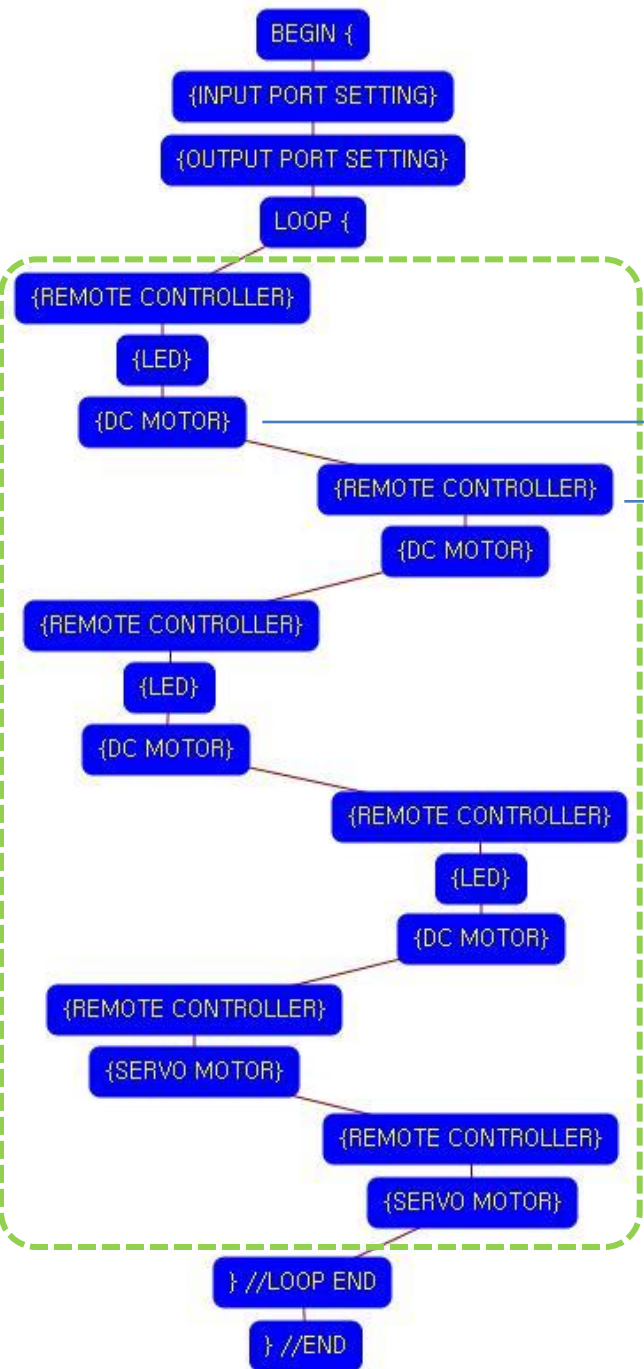 BEGIN {
{INPUT PORT SETTING}
{OUTPUT PORT SETTING}
LOOP {
{REMOTE CONTROLLER}
{LED}
{DC MOTOR}
{REMOTE CONTROLLER}
{DC MOTOR}
{REMOTE CONTROLLER}
{LED}
{DC MOTOR}
{REMOTE CONTROLLER}
{LED}
{DC MOTOR}
{REMOTE CONTROLLER}
{SERVO MOTOR}
{REMOTE CONTROLLER}
{SERVO MOTOR}
} //LOOP END
} //END